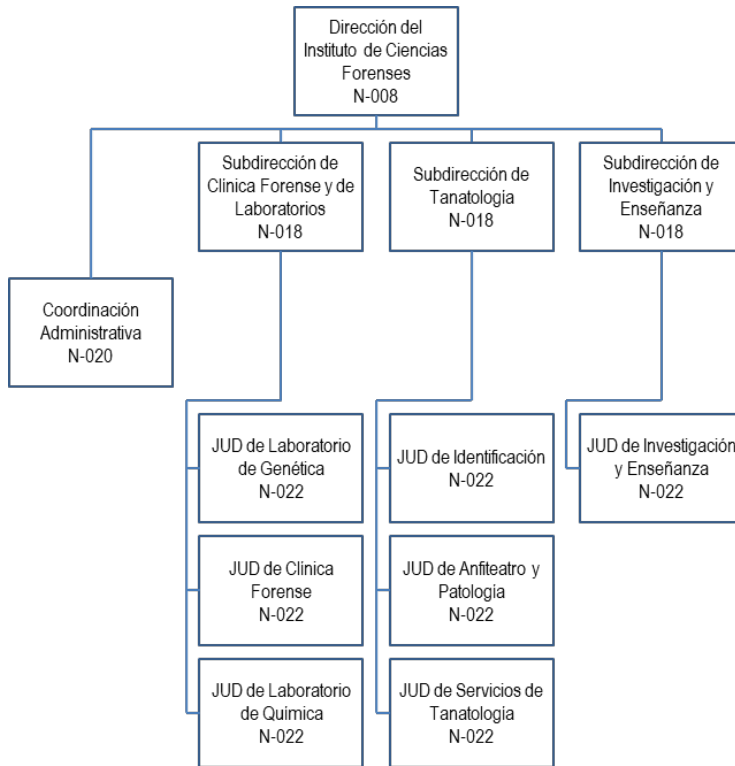 Dirección del
Instituto de Ciencias
Forenses
N-008
Subdirección de
Clínica Forense y de
Laboratorios
N-018
Subdirección de
Tanatología
N-018
Subdirección de
Investigación y
Enseñanza
N-018
Coordinación
Administrativa
N-020
JUD de Laboratorio
de Genética
N-022
JUD de Identificación
N-022
JUD de Investigación
y Enseñanza
N-022
JUD de Clínica
Forense
N-022
JUD de Anfiteatro y
Patología
N-022
JUD de Laboratorio
de Química
N-022
JUD de Servicios de
Tanatología
N-022